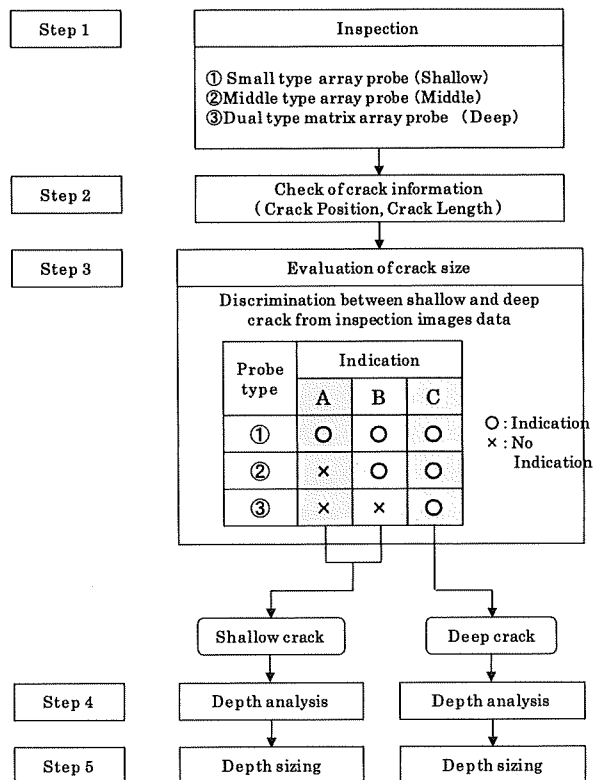 Step 1
Inspection
① Small type array probe (Shallow)
②Middle type array probe (Middle)
③Dual type matrix array probe (Deep)
Step 2
Check of crack information
( Crack Position, Crack Length )
Step 3
Evaluation of crack size
Discrimination between shallow and deep
crack from inspection images data
Probe
type
Indication
A B C
① ○ ○ ○
② × ○ ○
③ × × ○
○ : Indication
× : No
Indication
Shallow crack
Deep crack
Step 4
Depth analysis
Depth analysis
Step 5
Depth sizing
Depth sizing